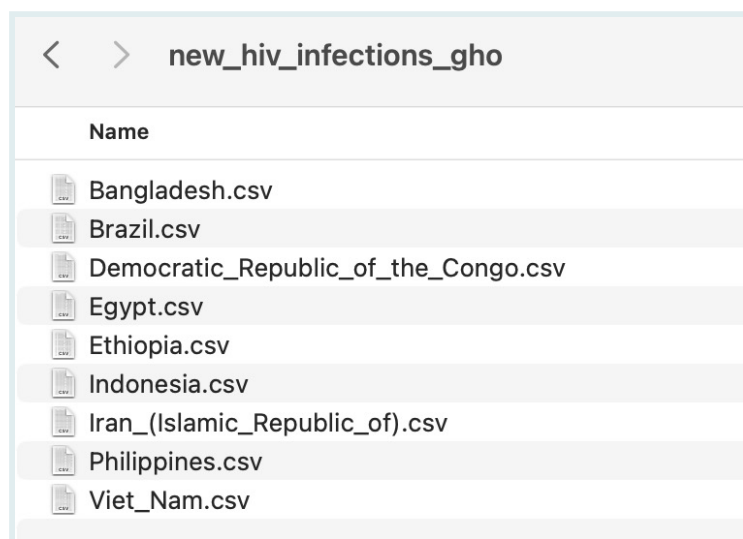 new_hiv_infections_gho
Name
Bangladesh.csv
Brazil.csv
Democratic_Republic_of_the_Congo.csv
Egypt.csv
Ethiopia.csv
Indonesia.csv
Iran_(Islamic_Republic_of).csv
Philippines.csv
Viet_Nam.csv